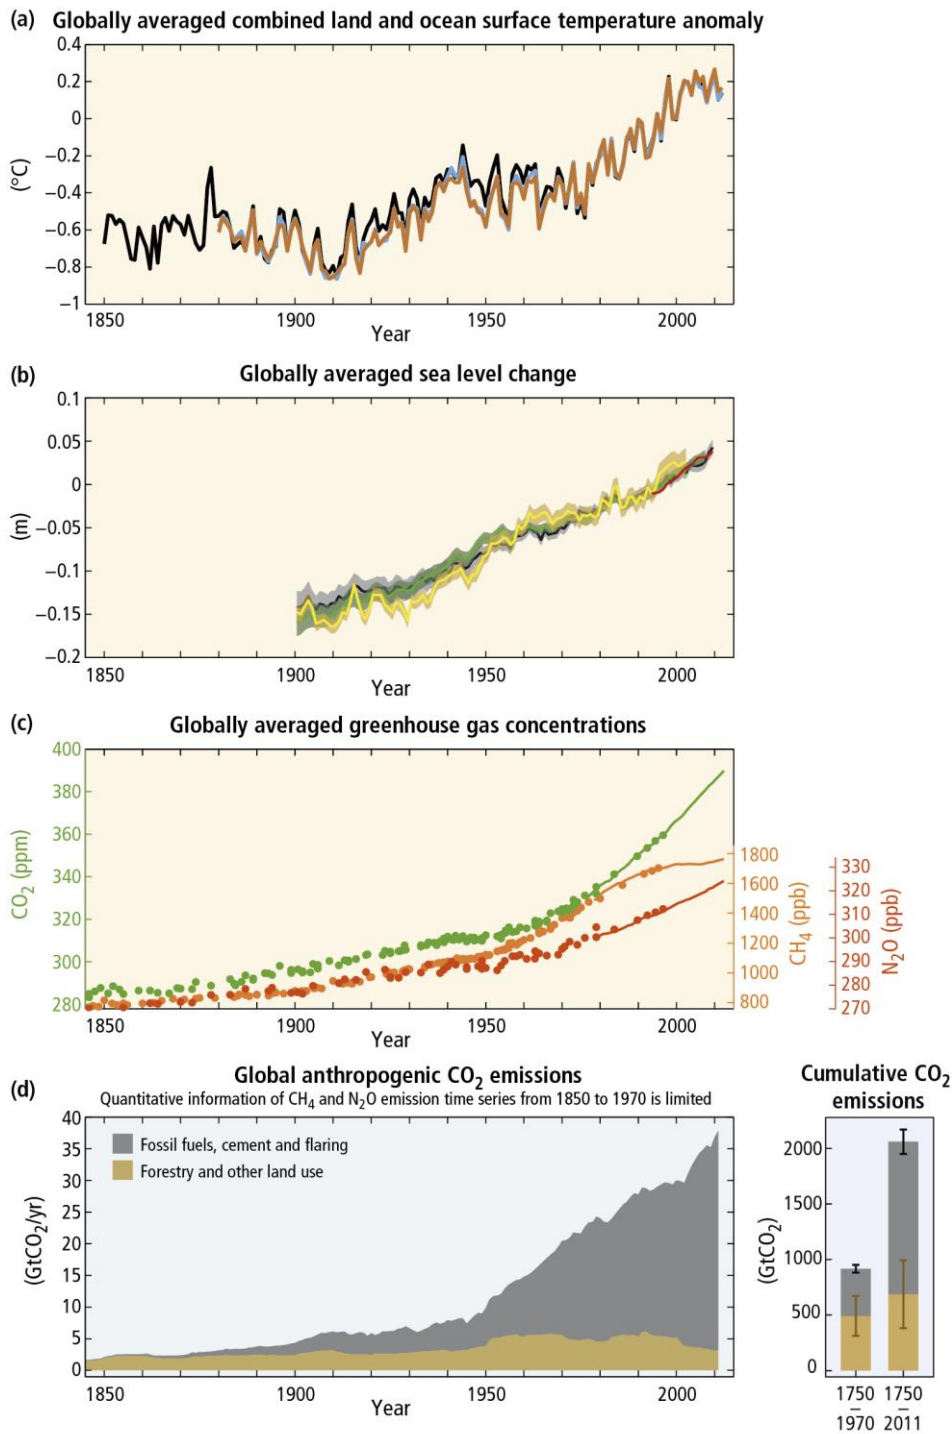 (a) Globally averaged combined land and ocean surface temperature anomaly
0.4
0.2
0
−0.2
−0.4
−0.6
−0.8
−1
(°C)
1850 1900 1950 2000
Year
(b) Globally averaged sea level change
0.1
0.05
0
−0.05
−0.1
−0.15
−0.2
(m)
1850 1900 1950 2000
Year
(c) Globally averaged greenhouse gas concentrations
400
380
360
340
320
300
280
CO2 (ppm)
1800
1600
1400
1200
1000
800
CH4 (ppb)
330
320
310
300
290
280
270
N2O (ppb)
1850 1900 1950 2000
Year
(d) Global anthropogenic CO2 emissions
Quantitative information of CH4 and N2O emission time series from 1850 to 1970 is limited
40
35
30
25
20
15
10
5
0
(GtCO2/yr)
Fossil fuels, cement and flaring
Forestry and other land use
1850 1900 1950 2000
Year
Cumulative CO2
emissions
2000
1500
1000
500
0
(GtCO2)
1750 1750
– –
1970 2011